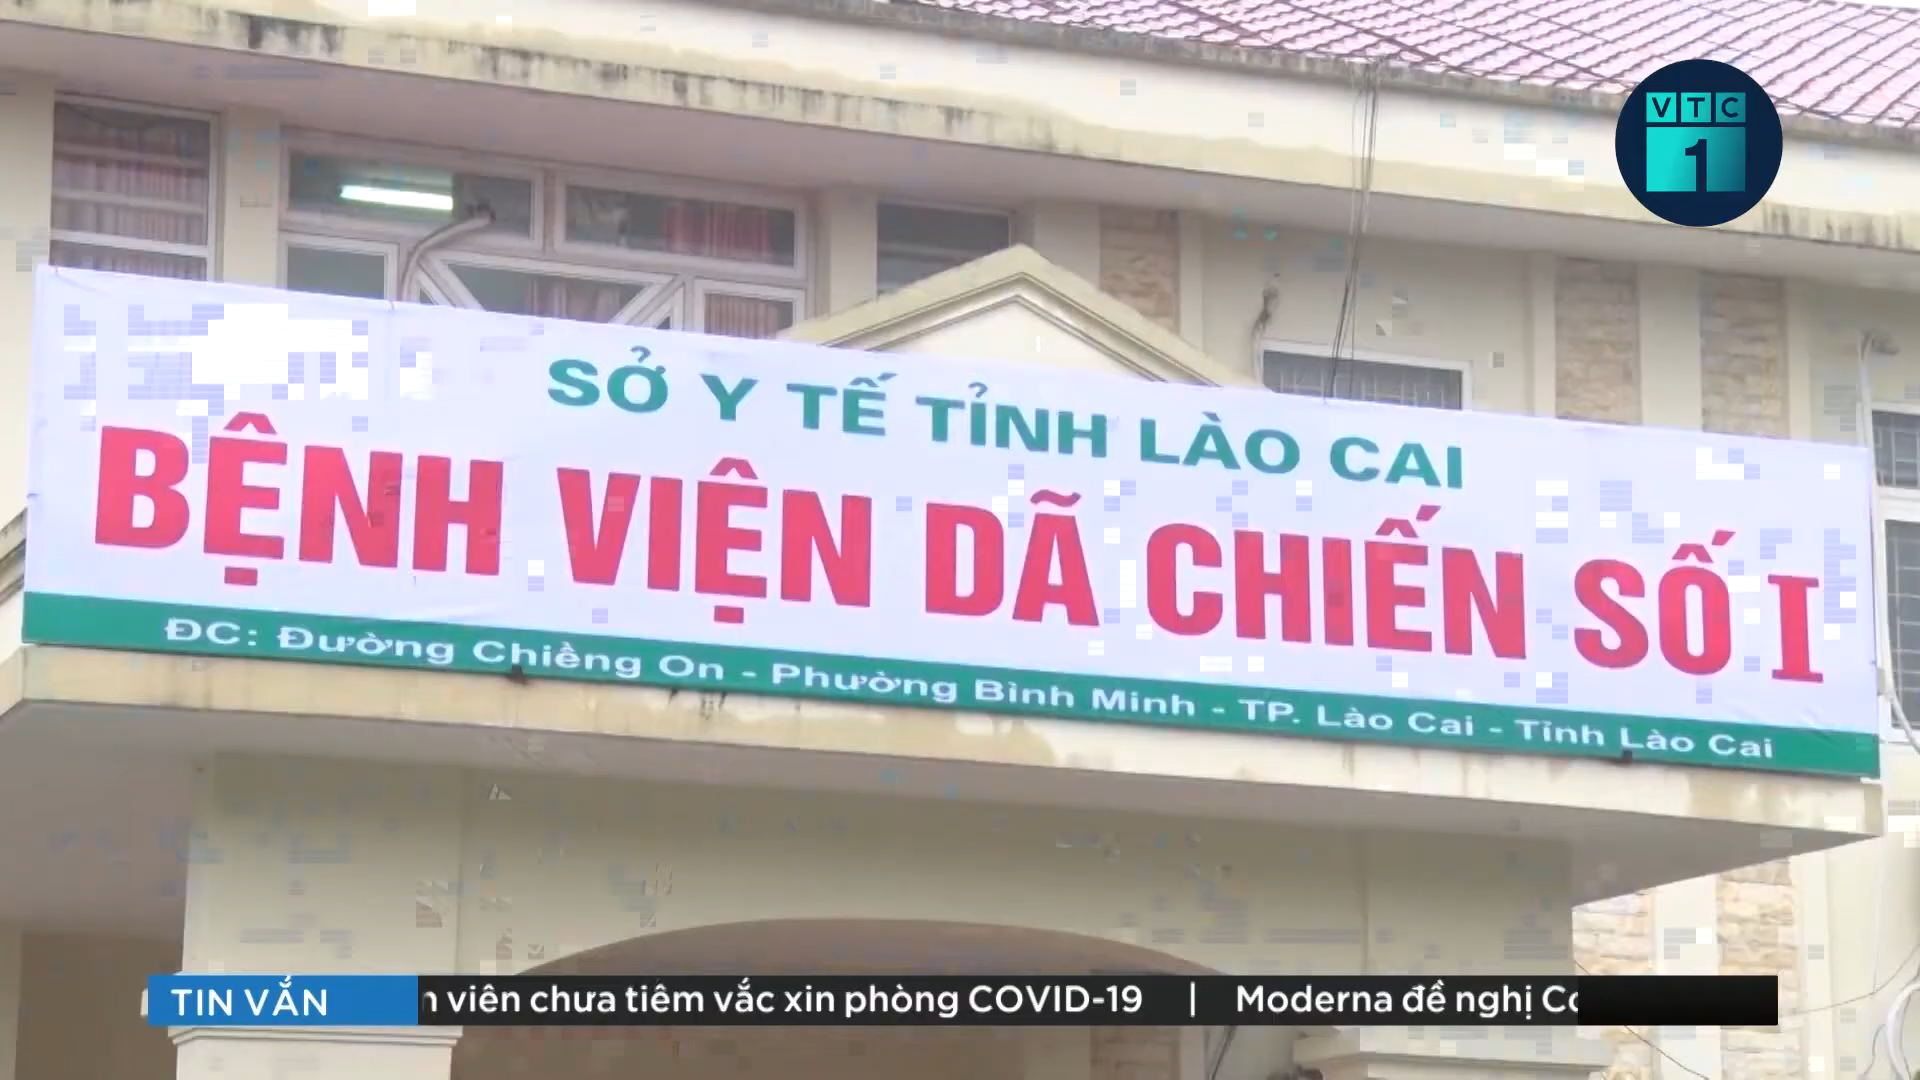 VTC
1
SỞ Y TẾ TỈNH LÀO CAI
BỆNH VIỆN DÃ CHIẾN SỐ I
ĐC: Đường Chiềng On - Phường Bình Minh - TP. Lào Cai - Tỉnh Lào Cai
TIN VẮN
viên chưa tiêm vắc xin phòng COVID-19 | Moderna đề nghị